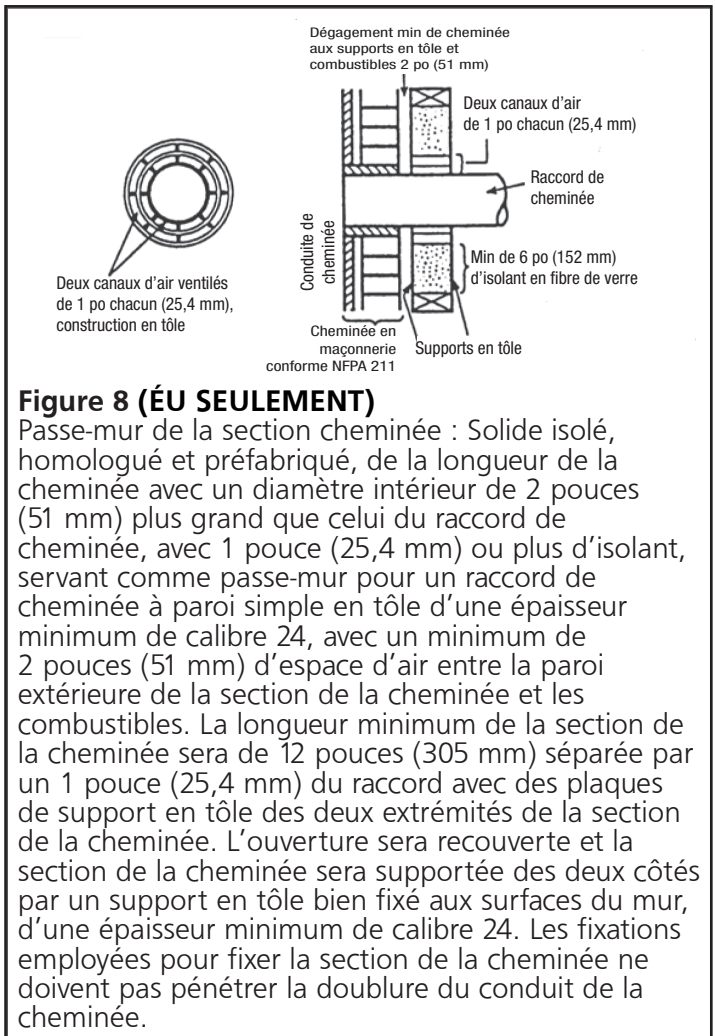 Dégagement min de cheminée
aux supports en tôle et
combustibles 2 po (51 mm)
Deux canaux d'air
de 1 po chacun (25,4 mm)
Raccord de
cheminée
Conduite de
cheminée
Min de 6 po (152 mm)
d'isolant en fibre de verre
Deux canaux d'air ventilés
de 1 po chacun (25,4 mm),
construction en tôle
Cheminée en
maçonnerie
conforme NFPA 211
Supports en tôle
Figure 8 (ÉU SEULEMENT)
Passe-mur de la section cheminée : Solide isolé,
homologué et préfabriqué, de la longueur de la
cheminée avec un diamètre intérieur de 2 pouces
(51 mm) plus grand que celui du raccord de
cheminée, avec 1 pouce (25,4 mm) ou plus d'isolant,
servant comme passe-mur pour un raccord de
cheminée à paroi simple en tôle d'une épaisseur
minimum de calibre 24, avec un minimum de
2 pouces (51 mm) d'espace d'air entre la paroi
extérieure de la section de la cheminée et les
combustibles. La longueur minimum de la section de
la cheminée sera de 12 pouces (305 mm) séparée par
un 1 pouce (25,4 mm) du raccord avec des plaques
de support en tôle des deux extrémités de la section
de la cheminée. L'ouverture sera recouverte et la
section de la cheminée sera supportée des deux côtés
par un support en tôle bien fixé aux surfaces du mur,
d'une épaisseur minimum de calibre 24. Les fixations
employées pour fixer la section de la cheminée ne
doivent pas pénétrer la doublure du conduit de la
cheminée.